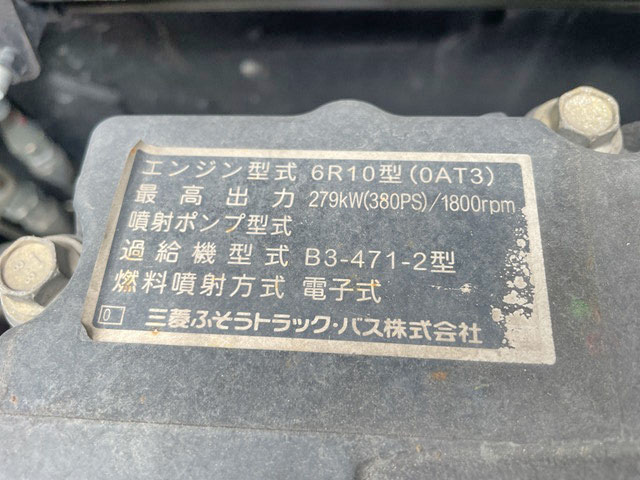 エンジン型式 6R10型(0AT3)
最高出力 279kW(380PS)/1800rpm
噴射ポンプ型式
過給機型式 B3-471-2型
燃料噴射方式 電子式
0 三菱ふそうトラック・バス株式会社